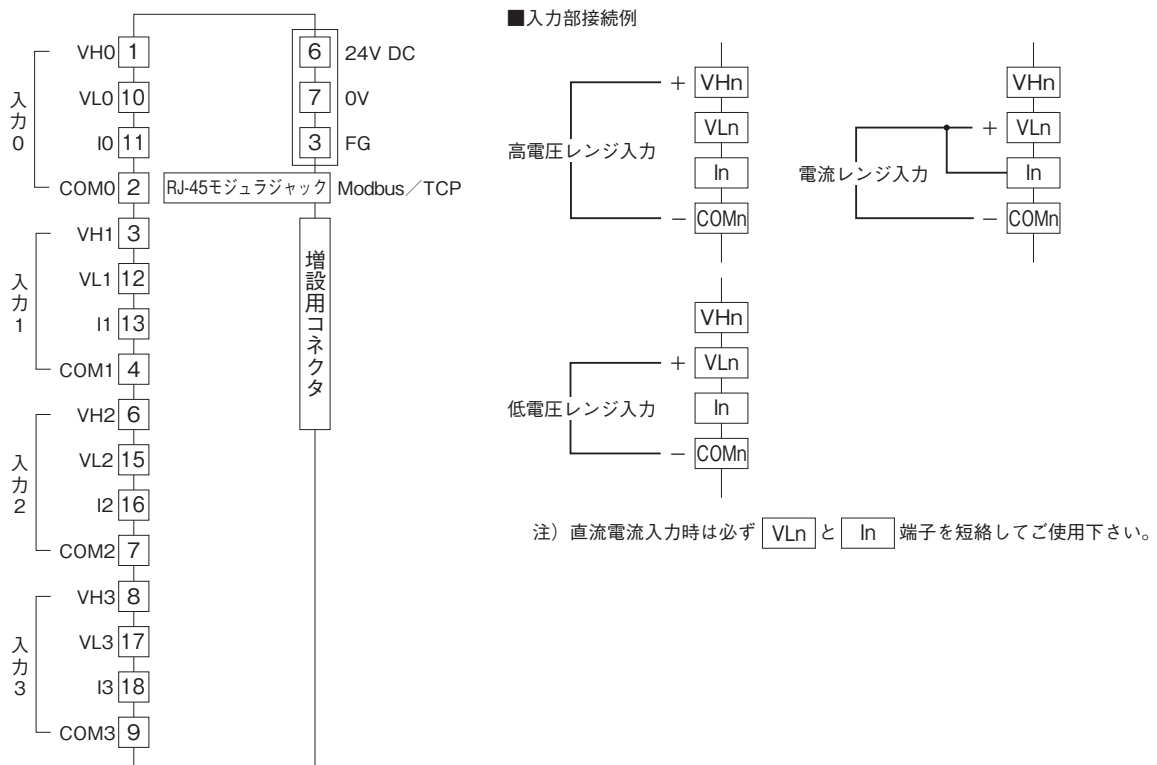 入力0
VH0 1
VL0 10
I0 11
COM0 2
入力1
VH1 3
VL1 12
I1 13
COM1 4
入力2
VH2 6
VL2 15
I2 16
COM2 7
入力3
VH3 8
VL3 17
I3 18
COM3 9
6 24V DC
7 0V
3 FG
RJ-45モジュラジャック Modbus／TCP
増設用コネクタ
■入力部接続例
高電圧レンジ入力
+ VHn
VLn
In
− COMn
電流レンジ入力
VHn
+ VLn
In
− COMn
低電圧レンジ入力
VHn
+ VLn
In
− COMn
注）直流電流入力時は必ず VLn と In 端子を短絡してご使用下さい。